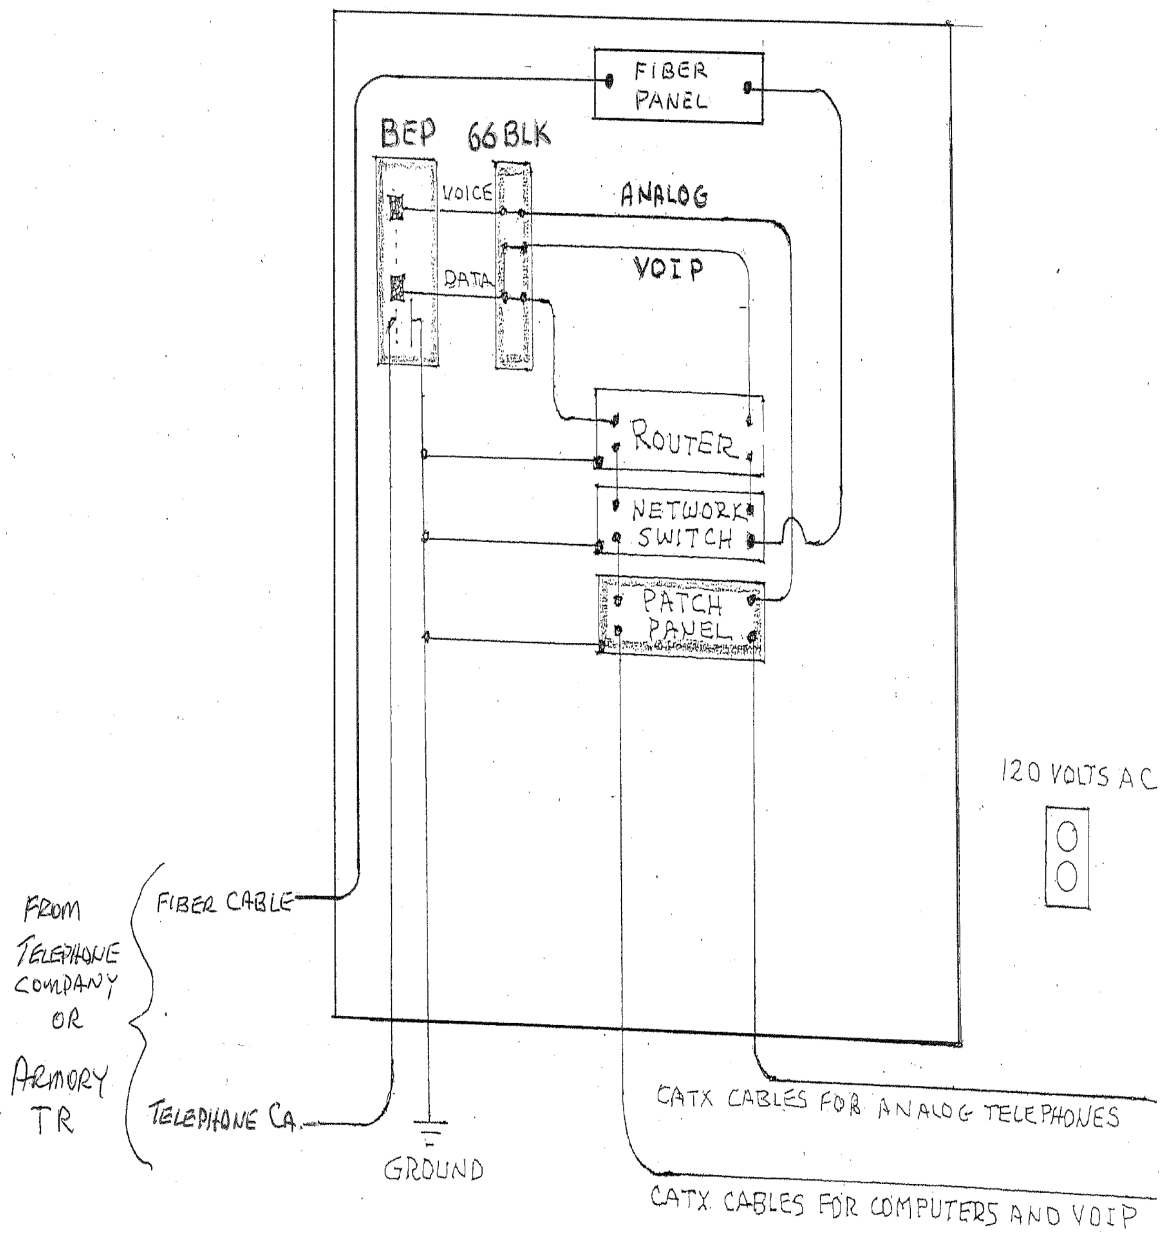 FIBER
PANEL
BEP
66 BLK
VOICE
ANALOG
VOIP
DATA
ROUTER
NETWORK
SWITCH
PATCH
PANEL
120 VOLTS AC
FROM
TELEPHONE
COMPANY
OR
ARMORY
TR
FIBER CABLE
TELEPHONE CA.
GROUND
CATX CABLES FOR ANALOG TELEPHONES
CATX CABLES FOR COMPUTERS AND VOIP